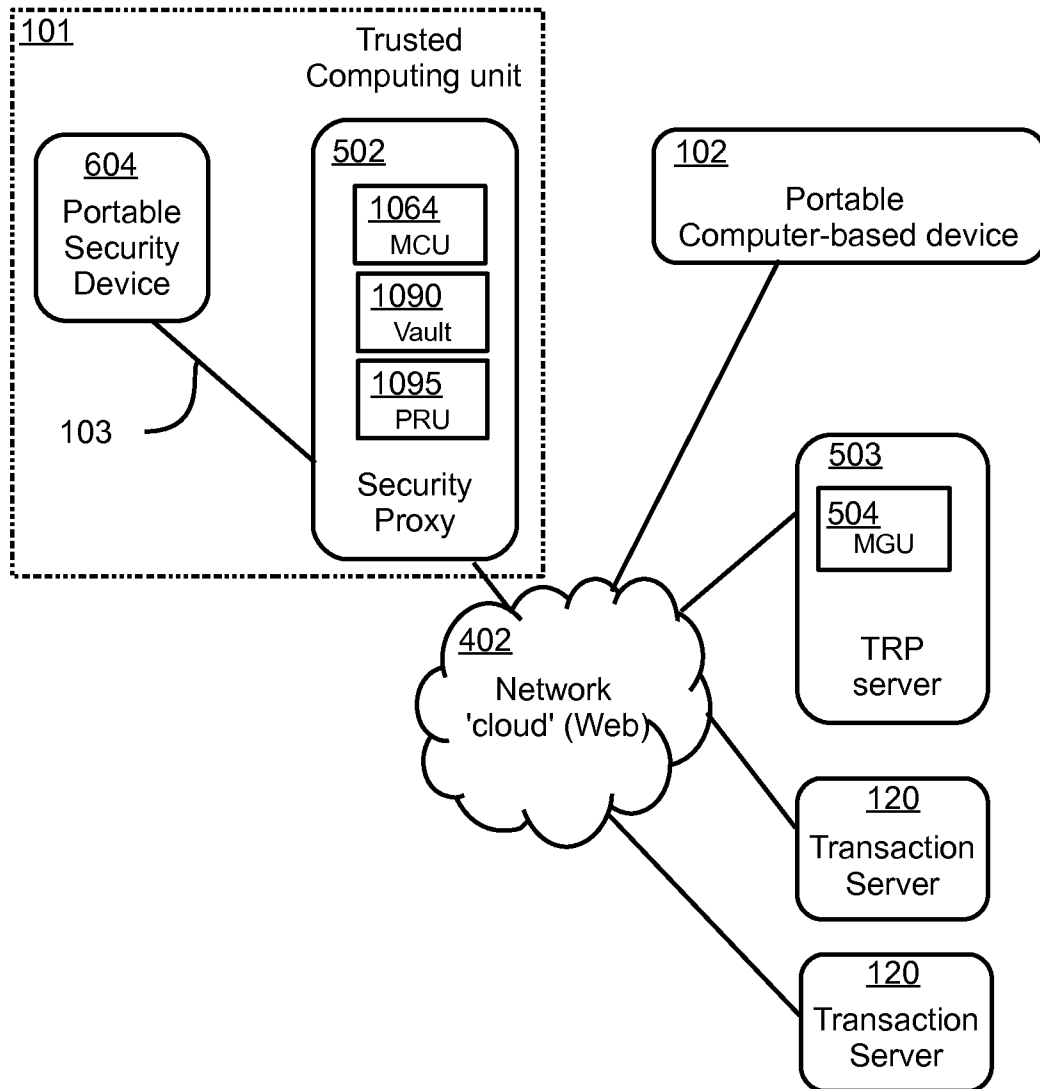 101
Trusted
Computing unit
604
Portable
Security
Device
103
502
1064
MCU
1090
Vault
1095
PRU
Security
Proxy
102
Portable
Computer-based device
402
Network
'cloud' (Web)
503
504
MGU
TRP
server
120
Transaction
Server
120
Transaction
Server